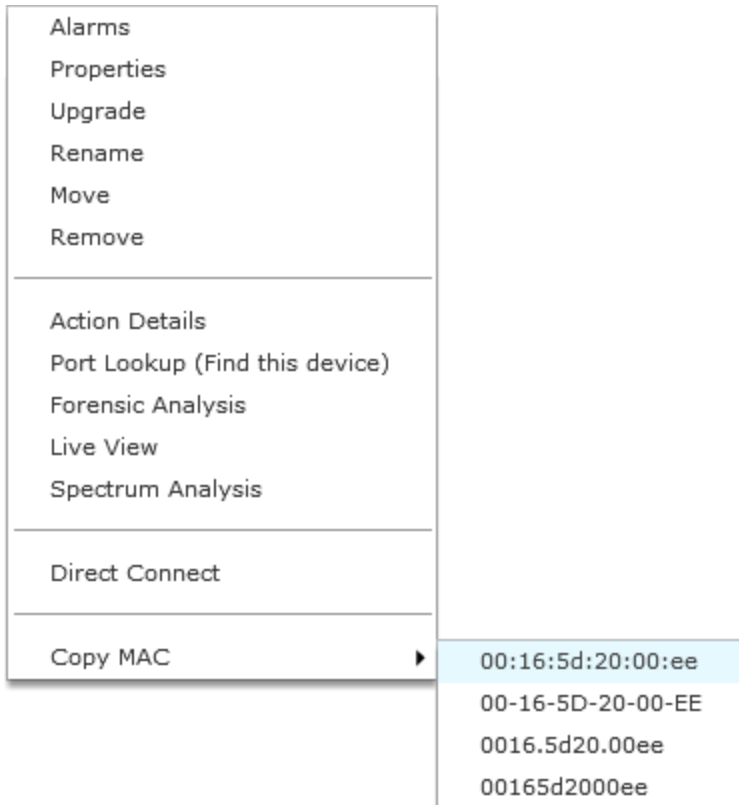 Alarms
Properties
Upgrade
Rename
Move
Remove
Action Details
Port Lookup (Find this device)
Forensic Analysis
Live View
Spectrum Analysis
Direct Connect
Copy MAC
00:16:5d:20:00:ee
00-16-5D-20-00-EE
0016.5d20.00ee
00165d2000ee